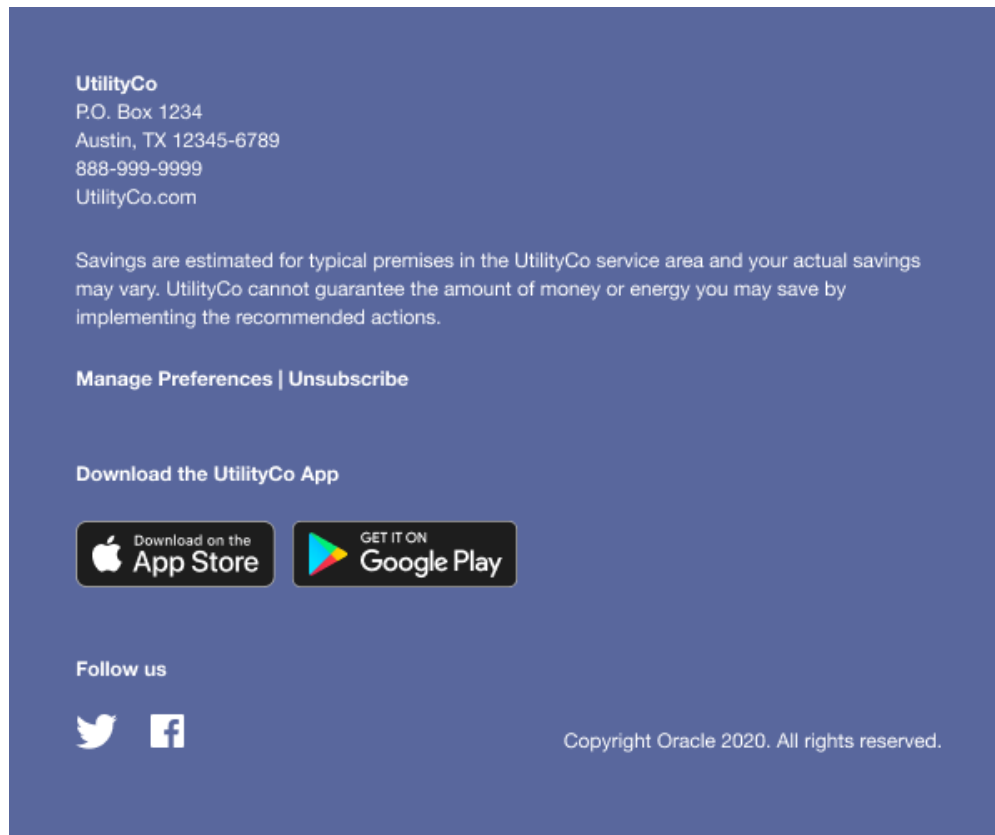 UtilityCo
P.O. Box 1234
Austin, TX 12345-6789
888-999-9999
UtilityCo.com
Savings are estimated for typical premises in the UtilityCo service area and your actual savings
may vary. UtilityCo cannot guarantee the amount of money or energy you may save by
implementing the recommended actions.
Manage Preferences | Unsubscribe
Download the UtilityCo App
Download on the
App Store
GET IT ON
Google Play
Follow us
Copyright Oracle 2020. All rights reserved.